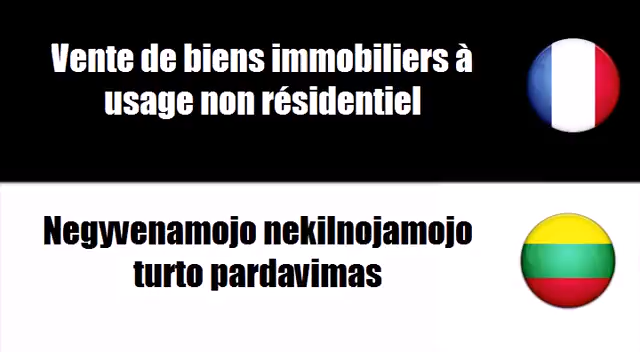 Vente de biens immobiliers à
usage non résidentiel
Negyvenamojo nekilnojamojo
turto pardavimas